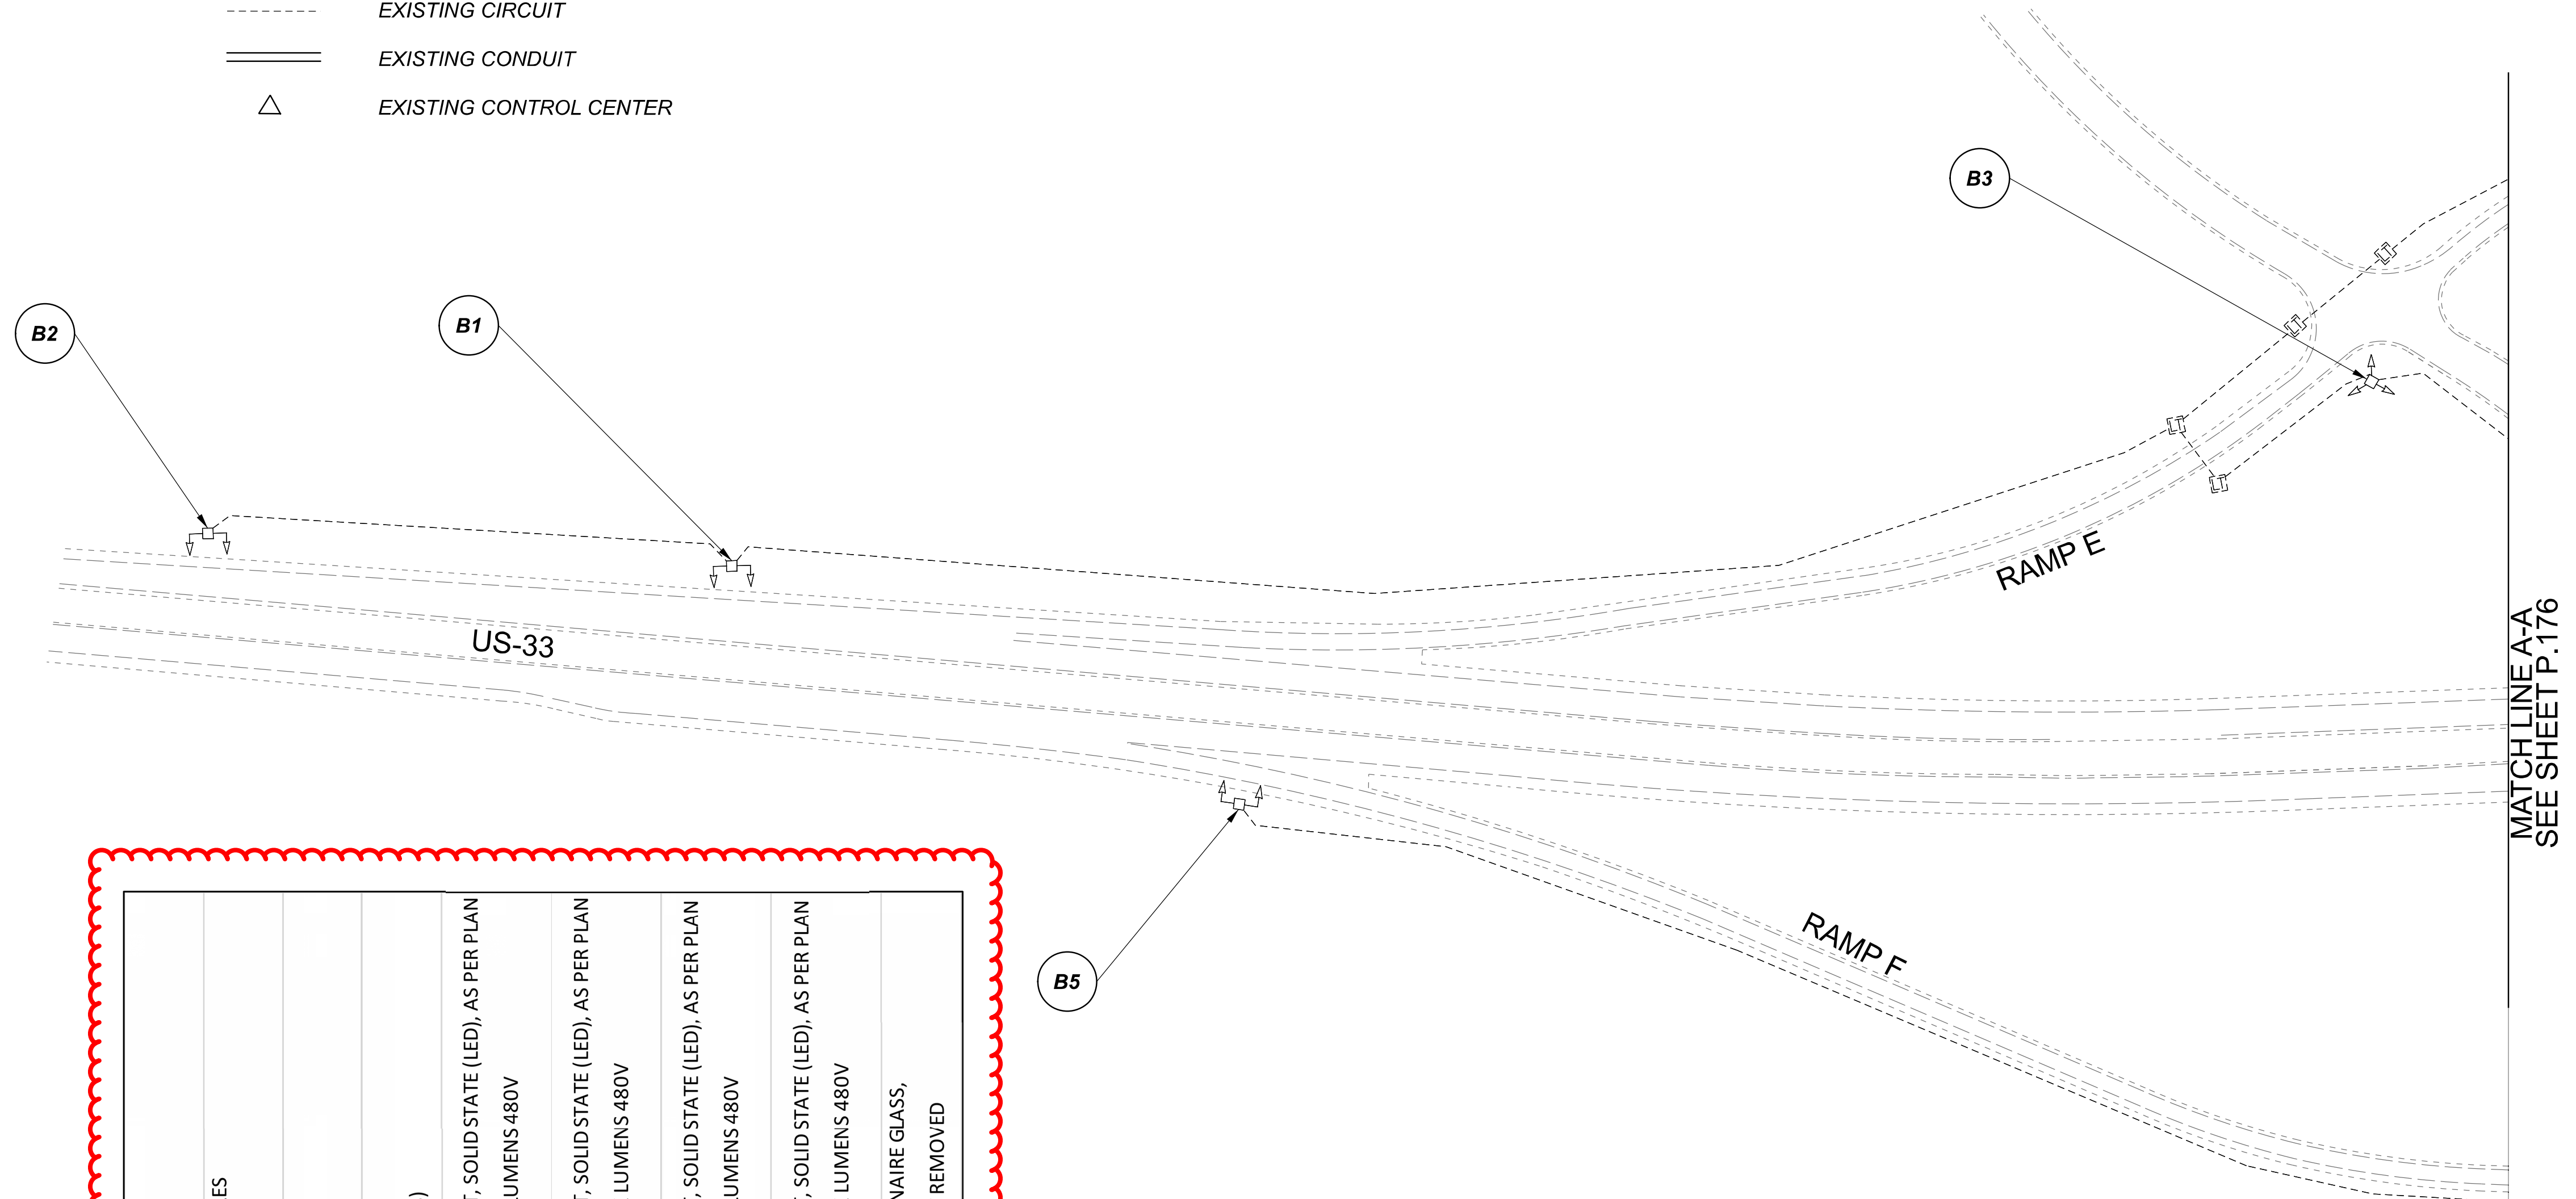 EXISTING CIRCUIT
EXISTING CONDUIT
EXISTING CONTROL CENTER
B3
B2
B1
RAMP E
US-33
MATCH LINE A-A
SEE SHEET P.176
B5
RAMP F
, SOLID STATE (LED), AS PER PLAN
LUMENS 480V
, SOLID STATE (LED), AS PER PLAN
LUMENS 480V
, SOLID STATE (LED), AS PER PLAN
LUMENS 480V
, SOLID STATE (LED), AS PER PLAN
LUMENS 480V
GLASS,
REMOVED